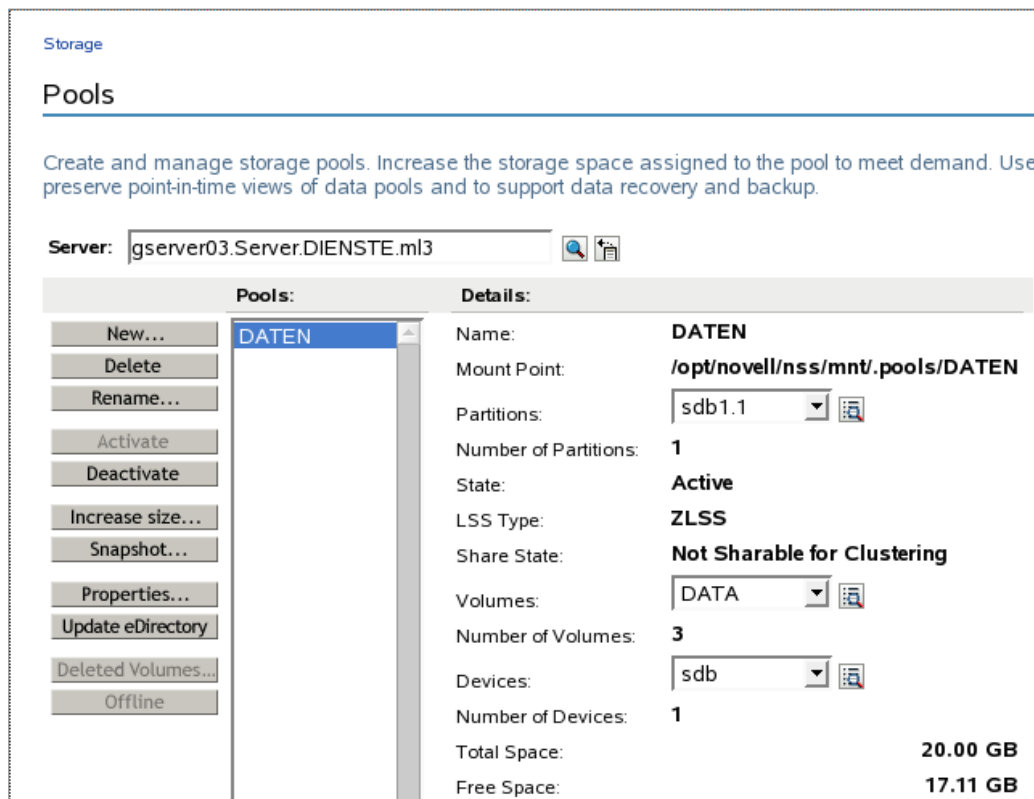 Storage
Pools
Create and manage storage pools. Increase the storage space assigned to the pool to meet demand. Use
preserve point-in-time views of data pools and to support data recovery and backup.
Server: gserver03.Server.DIENSTE.ml3
Pools: Details:
New... DATEN Name: DATEN
Delete Mount Point: /opt/novell/nss/mnt/.pools/DATEN
Rename... Partitions: sdb1.1
Activate Number of Partitions: 1
Deactivate State: Active
Increase size... LSS Type: ZLSS
Snapshot... Share State: Not Sharable for Clustering
Properties... Volumes: DATA
Update eDirectory Number of Volumes: 3
Deleted Volumes... Devices: sdb
Offline Number of Devices: 1
Total Space: 20.00 GB
Free Space: 17.11 GB